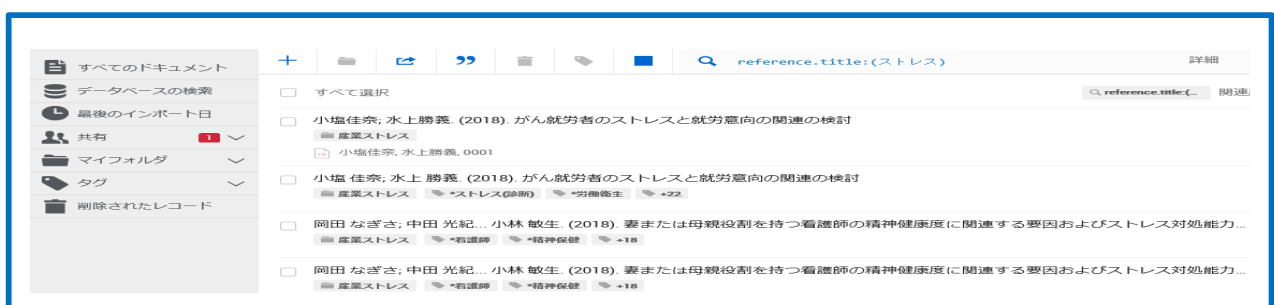 すべてのドキュメント
reference.title:(ストレス)
詳細
データベースの検索
すべて選択
reference.title:(...
関連
最後のインポート日
小塩佳奈; 水上勝義. (2018). がん就労者のストレスと就労意向の関連の検討
産業ストレス
共有
1
小塩佳奈, 水上勝義, 0001
マイフォルダ
小塩 佳奈; 水上 勝義. (2018). がん就労者のストレスと就労意向の関連の検討
タグ
産業ストレス *ストレス(診断) *労働衛生 +22
削除されたレコード
岡田 なぎさ; 中田 光紀... 小林 敏生. (2018). 妻または母親役割を持つ看護師の精神健康度に関連する要因およびストレス対処能力...
産業ストレス *看護師 *精神保健 +18
岡田 なぎさ; 中田 光紀... 小林 敏生. (2018). 妻または母親役割を持つ看護師の精神健康度に関連する要因およびストレス対処能力...
産業ストレス *看護師 *精神保健 +18